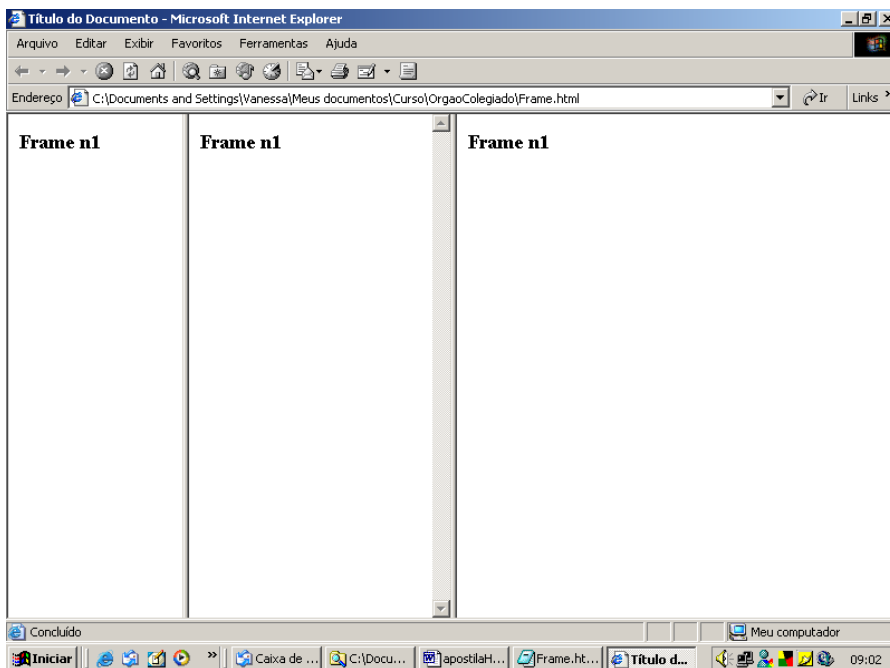 Título do Documento - Microsoft Internet Explorer
Arquivo Editar Exibir Favoritos Ferramentas Ajuda
Endereço C:\Documents and Settings\Vanessa\Meus documentos\Curso\OrgaoColegiado\Frame.html Ir Links »
Frame n1 Frame n1 Frame n1
Concluído Meu computador
Iniciar » Caixa de ... C:\Docu... apostilaH... Frame.ht... Título d... 09:02